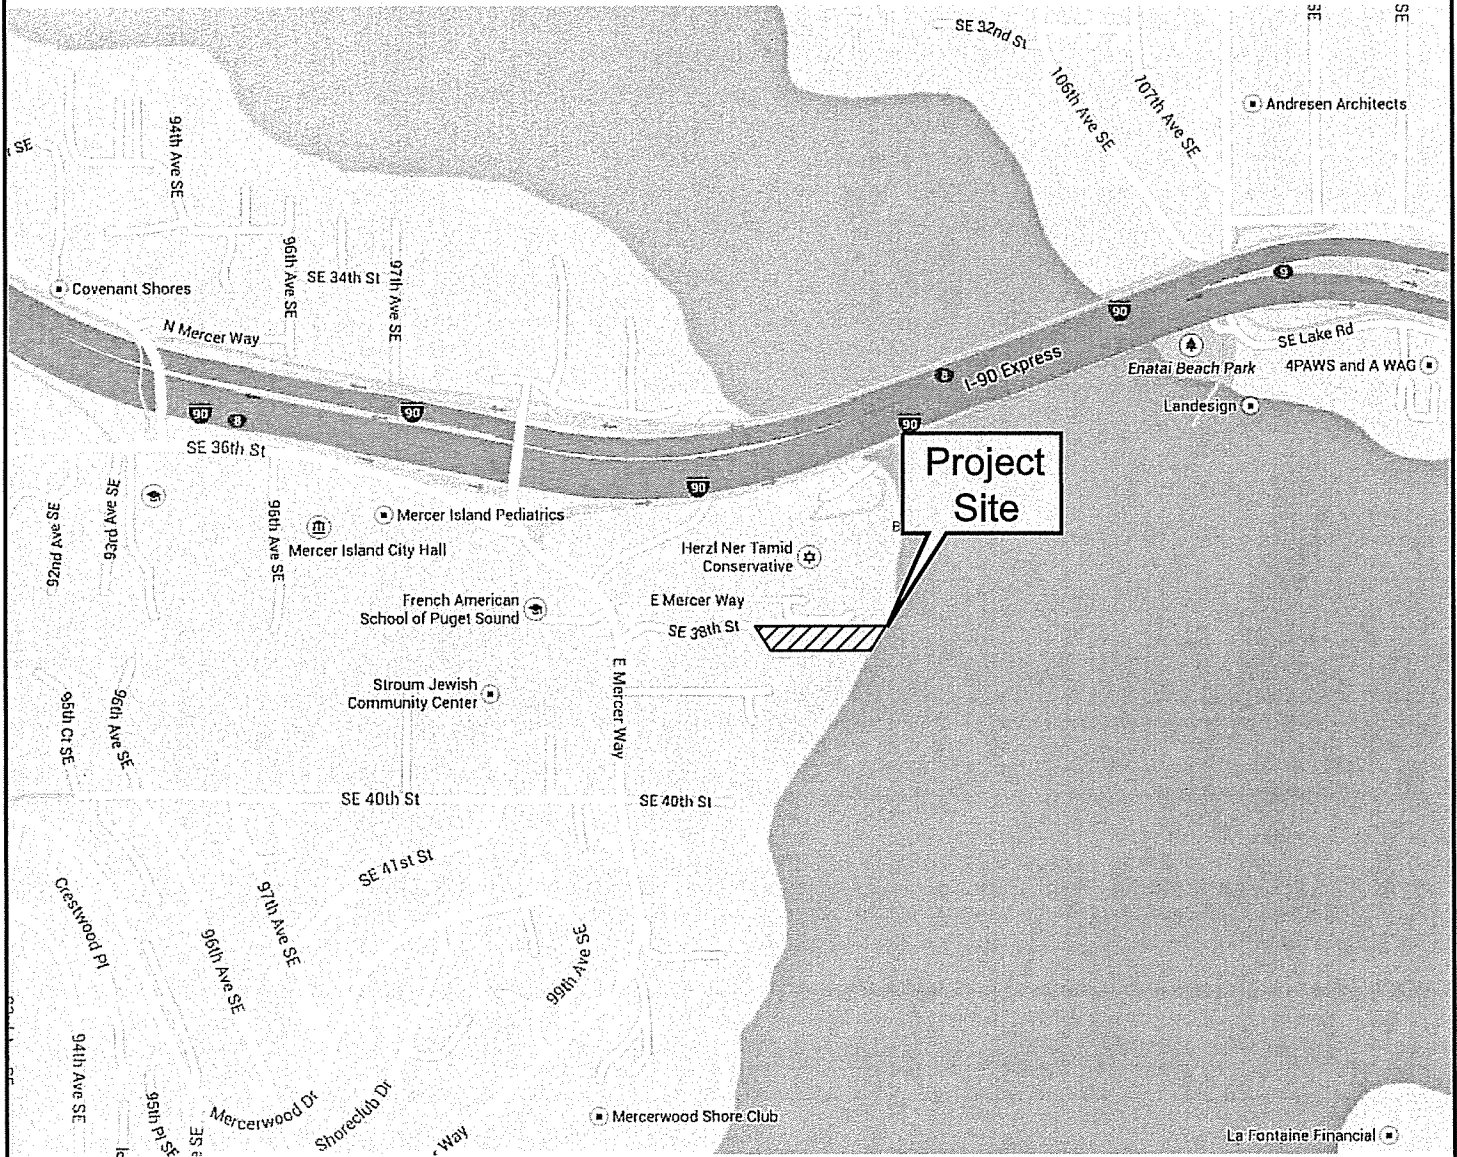 SE 32nd St
SE
106th Ave SE
107th Ave SE
Andresen Architects
94th Ave SE
SE
96th Ave SE
SE 34th St
97th Ave SE
Covenant Shores
N Mercer Way
9
90
I-90 Express
8
SE Lake Rd
Enatai Beach Park
4PAWS and A WAG
Landesign
90
8
90
90
SE 36th St
Project
Site
90
92nd Ave SE
93rd Ave SE
96th Ave SE
Mercer Island Pediatrics
Mercer Island City Hall
Herzl Ner Tamid
Conservative
French American
School of Puget Sound
E Mercer Way
SE 38th St
Stroum Jewish
Community Center
E Mercer Way
95th Ct SE
96th Ave SE
SE 40th St
SE 40th St
SE 41st St
Crestwood Pl
97th Ave SE
96th Ave SE
99th Ave SE
94th Ave SE
95th Pl SE
Mercerwood Dr
Shoreclub Dr
Way
Mercerwood Shore Club
La Fontaine Financial